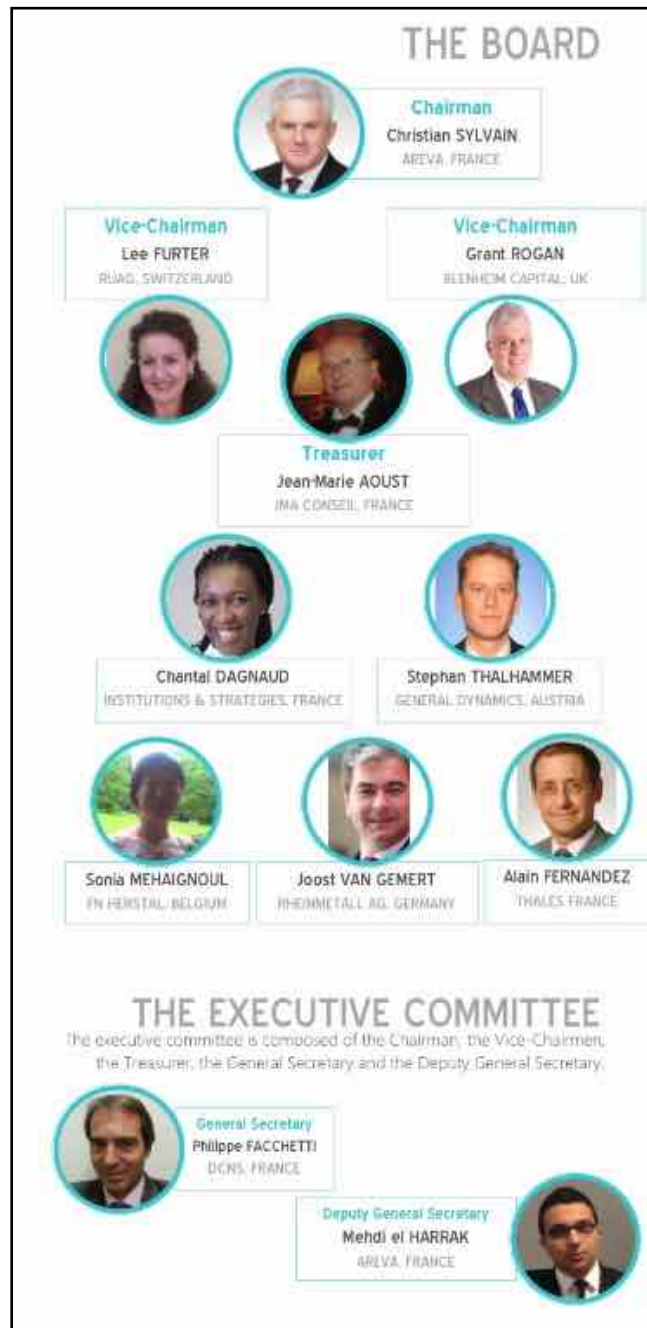 THE BOARD
Chairman
Christian SYLVAIN
AREVA, FRANCE
Vice-Chairman
Lee FURTER
RUAG, SWITZERLAND
Vice-Chairman
Grant ROGAN
BLENHEIM CAPITAL, UK
Treasurer
Jean-Marie AOUST
JMA CONSEIL, FRANCE
Chantal DAGNAUD
INSTITUTIONS & STRATEGIES, FRANCE
Stephan THALHAMMER
GENERAL DYNAMICS, AUSTRIA
Sonia MEHAIGNOUL
FN HERSTAL, BELGIUM
Joost VAN GEMERT
RHEINMETALL AG, GERMANY
Alain FERNANDEZ
THALES FRANCE
THE EXECUTIVE COMMITTEE
The executive committee is composed of the Chairman, the Vice-Chairmen,
the Treasurer, the General Secretary and the Deputy General Secretary.
General Secretary
Philippe FACCHETTI
DCNS, FRANCE
Deputy General Secretary
Mehdi el HARRAK
AREVA, FRANCE